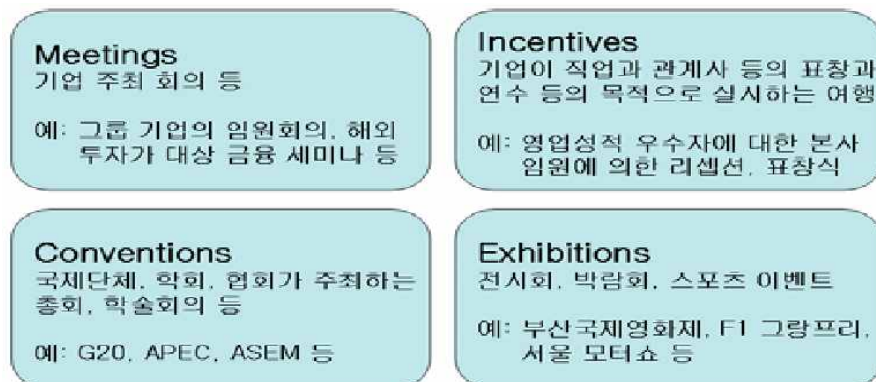 Meetings
기업 주최 회의 등
예: 그룹 기업의 임원회의, 해외
투자가 대상 금융 세미나 등
Incentives
기업이 직업과 관계사 등의 표창과
연수 등의 목적으로 실시하는 여행
예: 영업성적 우수자에 대한 본사
임원에 의한 리셉션, 표창식
Conventions
국제단체, 학회, 협회가 주최하는
총회, 학술회의 등
예: G20, APEC, ASEM 등
Exhibitions
전시회, 박람회, 스포츠 이벤트
예: 부산국제영화제, F1 그랑프리,
서울 모터쇼 등